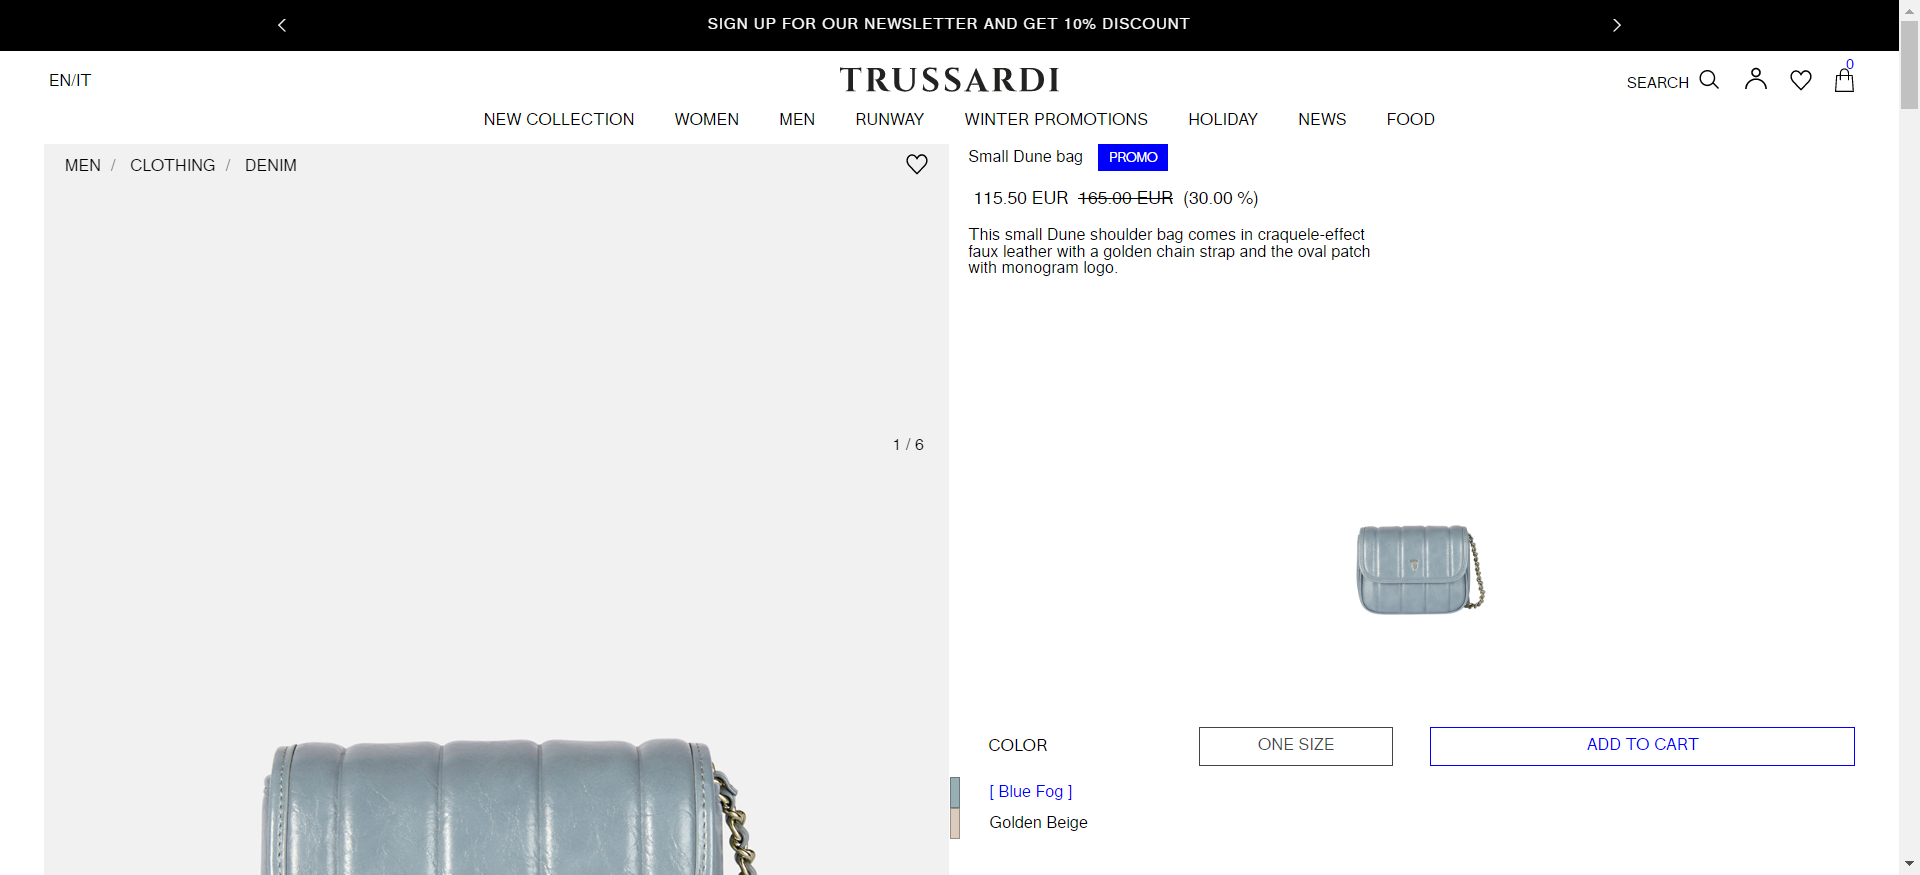 SIGN UP FOR OUR NEWSLETTER AND GET 10% DISCOUNT
EN/IT
TRUSSARDI
SEARCH
0
NEW COLLECTION WOMEN MEN RUNWAY WINTER PROMOTIONS HOLIDAY NEWS FOOD
MEN / CLOTHING / DENIM
1 / 6
Small Dune bag PROMO
115.50 EUR 165.00 EUR (30.00 %)
This small Dune shoulder bag comes in craquele-effect
faux leather with a golden chain strap and the oval patch
with monogram logo.
COLOR
ONE SIZE
ADD TO CART
[ Blue Fog ]
Golden Beige